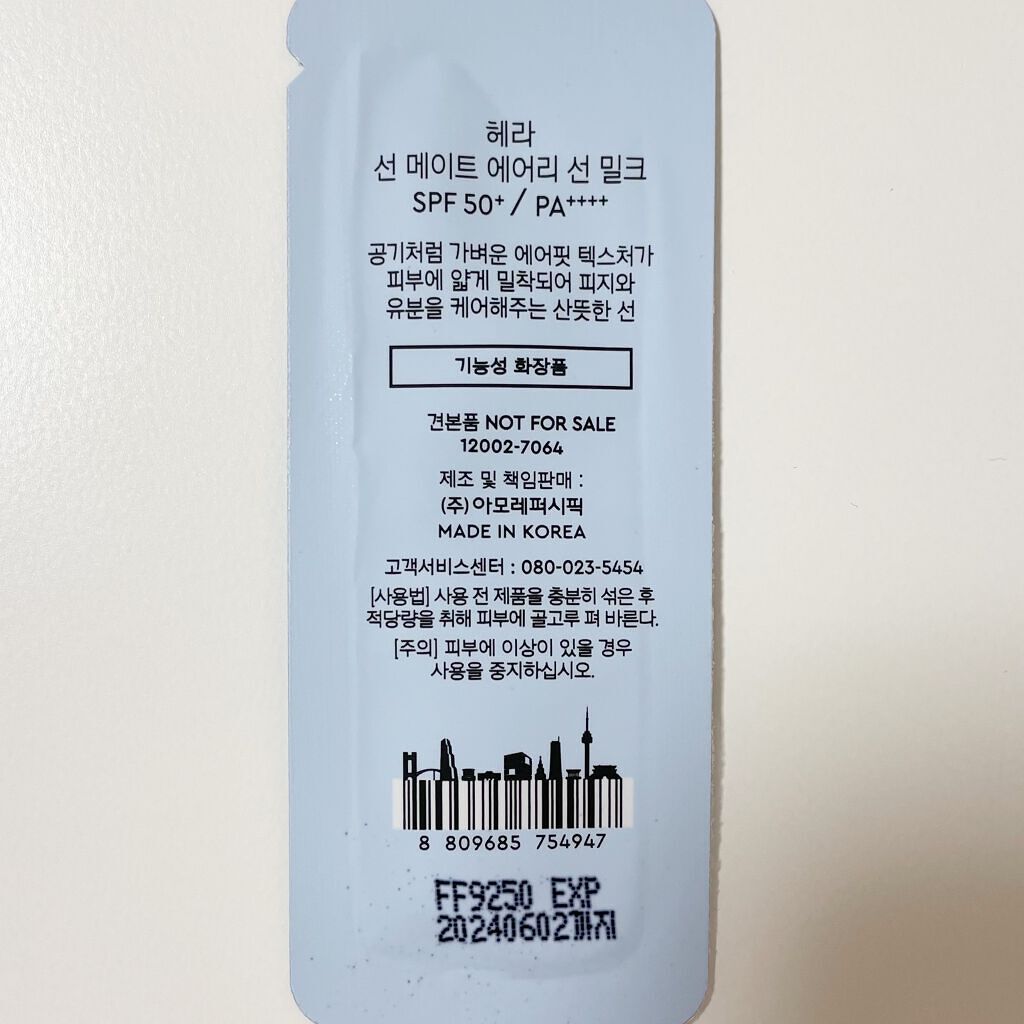 헤라
선 메이트 에어리 선 밀크
SPF 50+ / PA++++
공기처럼 가벼운 에어핏 텍스처가
피부에 얇게 밀착되어 피지와
유분을 케어해주는 산뜻한 선
기능성 화장품
견본품 NOT FOR SALE
12002-7064
제조 및 책임판매 :
(주)아모레퍼시픽
MADE IN KOREA
고객서비스센터 : 080-023-5454
[사용법] 사용 전 제품을 충분히 섞은 후
적당량을 취해 피부에 골고루 펴 바른다.
[주의] 피부에 이상이 있을 경우
사용을 중지하십시오.
8 809685 754947
FF9250 EXP
20240602까지